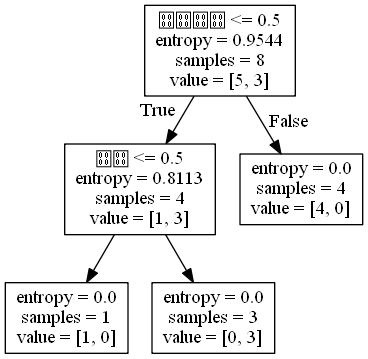 <= 0.5
entropy = 0.9544
samples = 8
value = [5, 3]
True
False
<= 0.5
entropy = 0.8113
samples = 4
value = [1, 3]
entropy = 0.0
samples = 4
value = [4, 0]
entropy = 0.0
samples = 1
value = [1, 0]
entropy = 0.0
samples = 3
value = [0, 3]